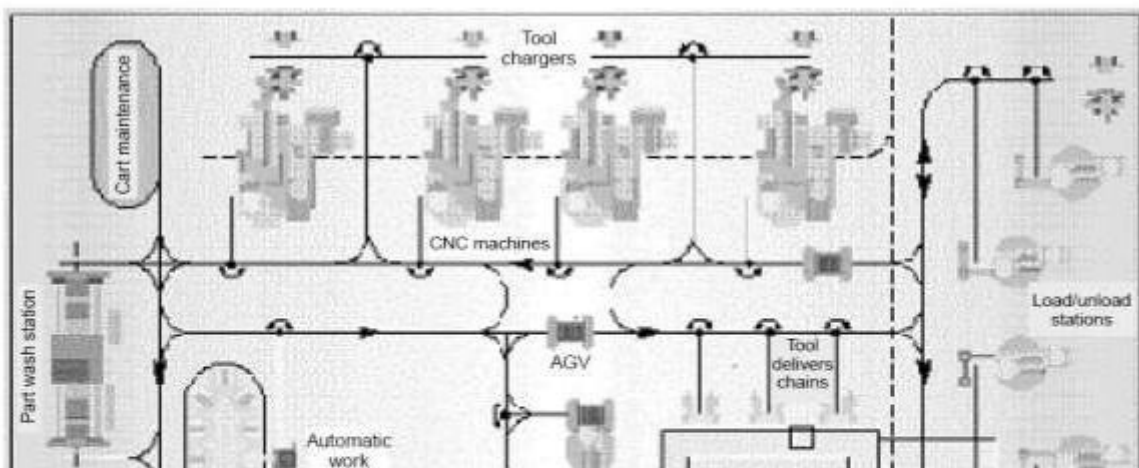 Tool
chargers
Cart maintenance
CNC machines
Part wash station
Load/unload
stations
AGV
Tool
delivers
chains
Automatic
work